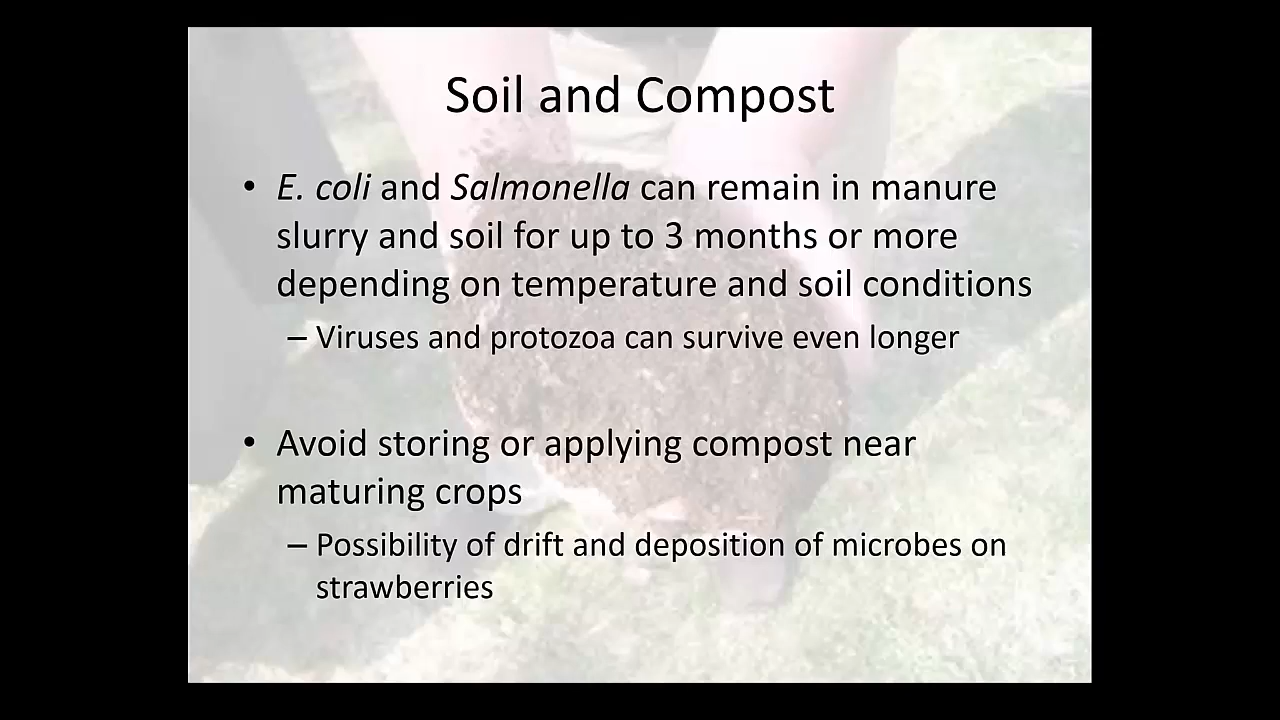 Soil and Compost
• E. coli and Salmonella can remain in manure
slurry and soil for up to 3 months or more
depending on temperature and soil conditions
– Viruses and protozoa can survive even longer
• Avoid storing or applying compost near
maturing crops
– Possibility of drift and deposition of microbes on
strawberries